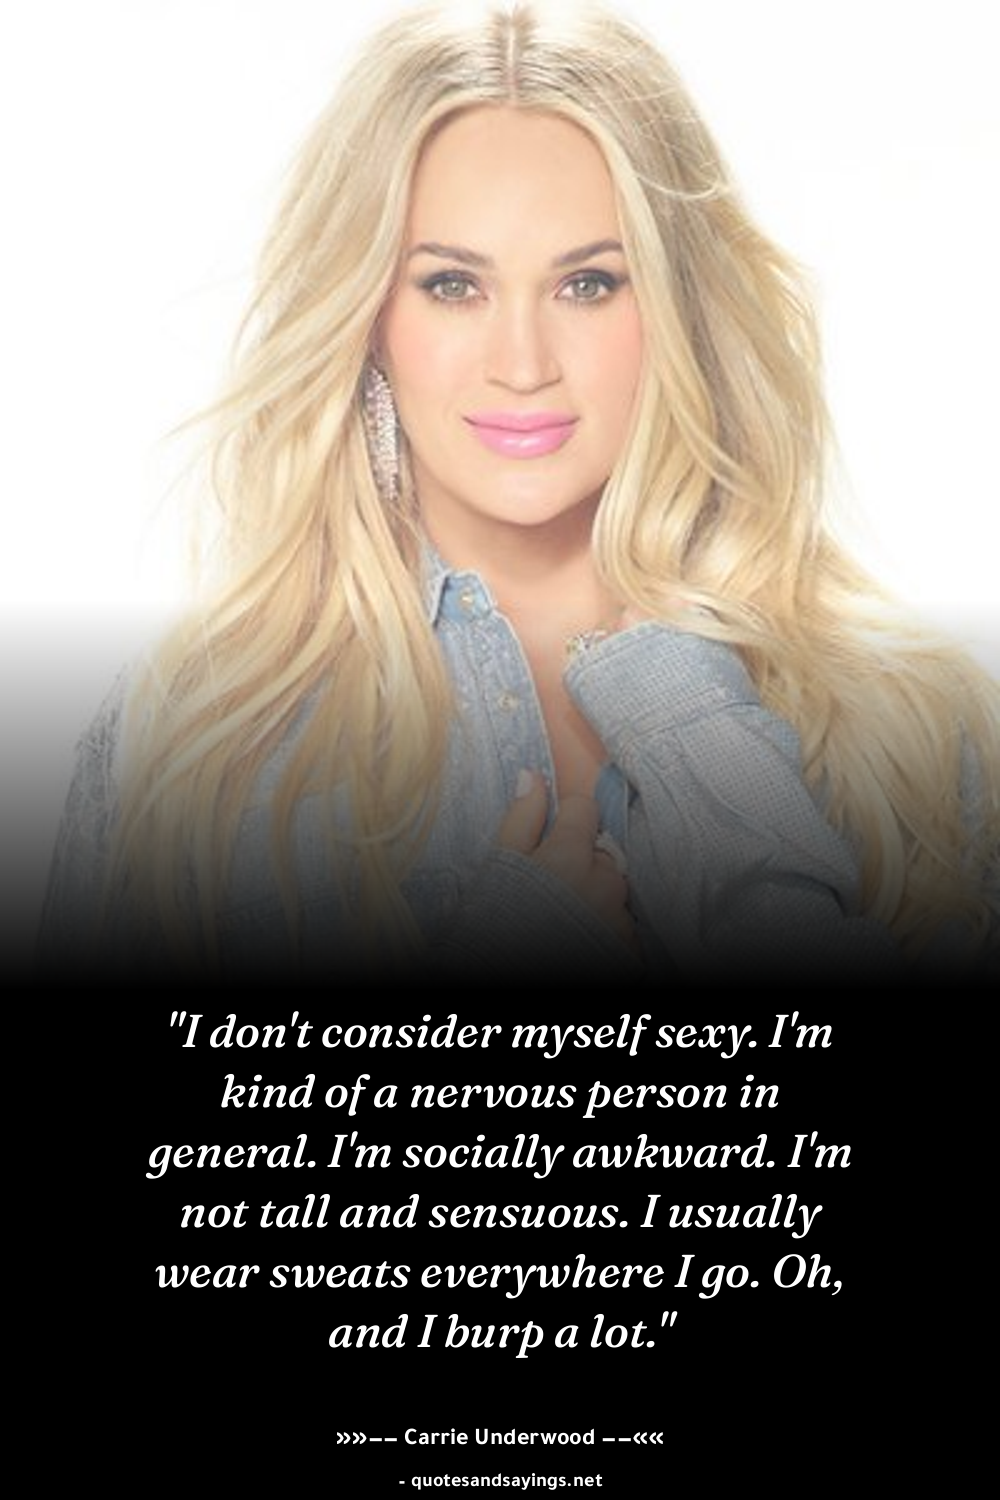 "I don't consider myself sexy. I'm
kind of a nervous person in
general. I'm socially awkward. I'm
not tall and sensuous. I usually
wear sweats everywhere I go. Oh,
and I burp a lot."
»»−− Carrie Underwood −−««
- quotesandsayings.net